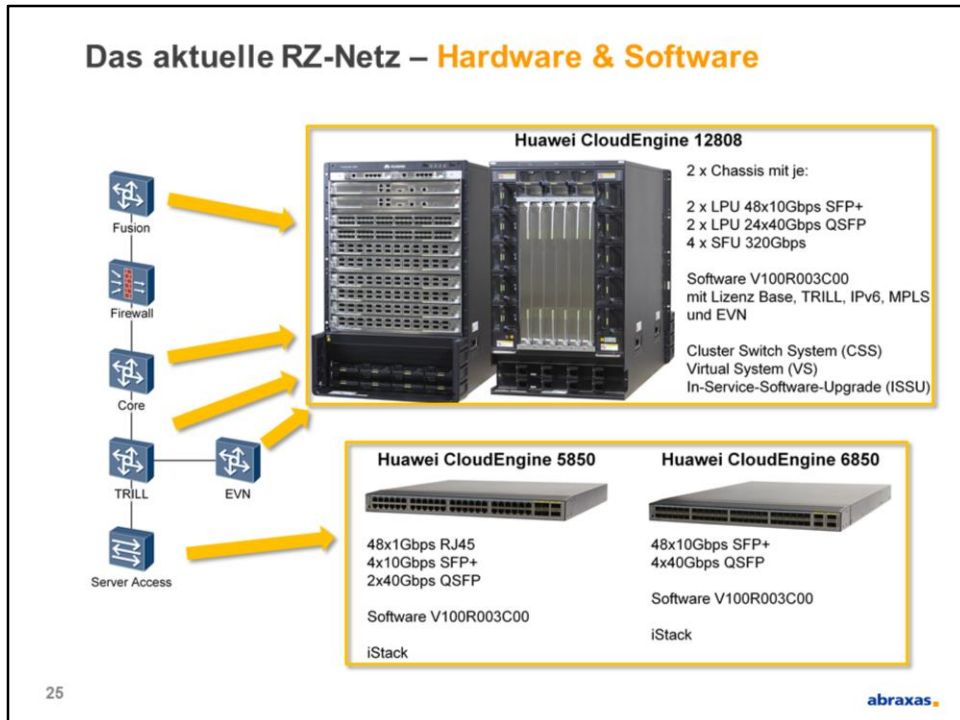 Das aktuelle RZ-Netz – Hardware & Software
Fusion
Firewall
Core
TRILL
EVN
Server Access
Huawei CloudEngine 12808
2 x Chassis mit je:
2 x LPU 48x10Gbps SFP+
2 x LPU 24x40Gbps QSFP
4 x SFU 320Gbps
Software V100R003C00
mit Lizenz Base, TRILL, IPv6, MPLS
und EVN
Cluster Switch System (CSS)
Virtual System (VS)
In-Service-Software-Upgrade (ISSU)
Huawei CloudEngine 5850
48x1Gbps RJ45
4x10Gbps SFP+
2x40Gbps QSFP
Software V100R003C00
iStack
Huawei CloudEngine 6850
48x10Gbps SFP+
4x40Gbps QSFP
Software V100R003C00
iStack
25
abraxas